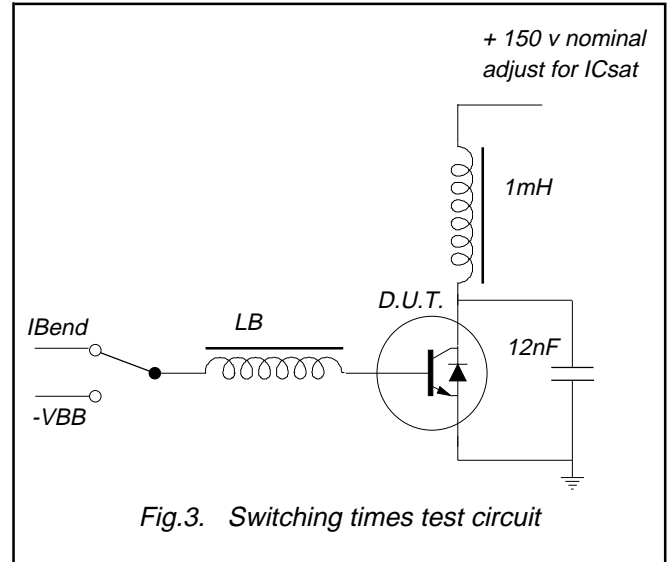 + 150 v nominal
adjust for ICsat
1mH
D.U.T.
IBend
LB
12nF
-VBB
Fig.3. Switching times test circuit